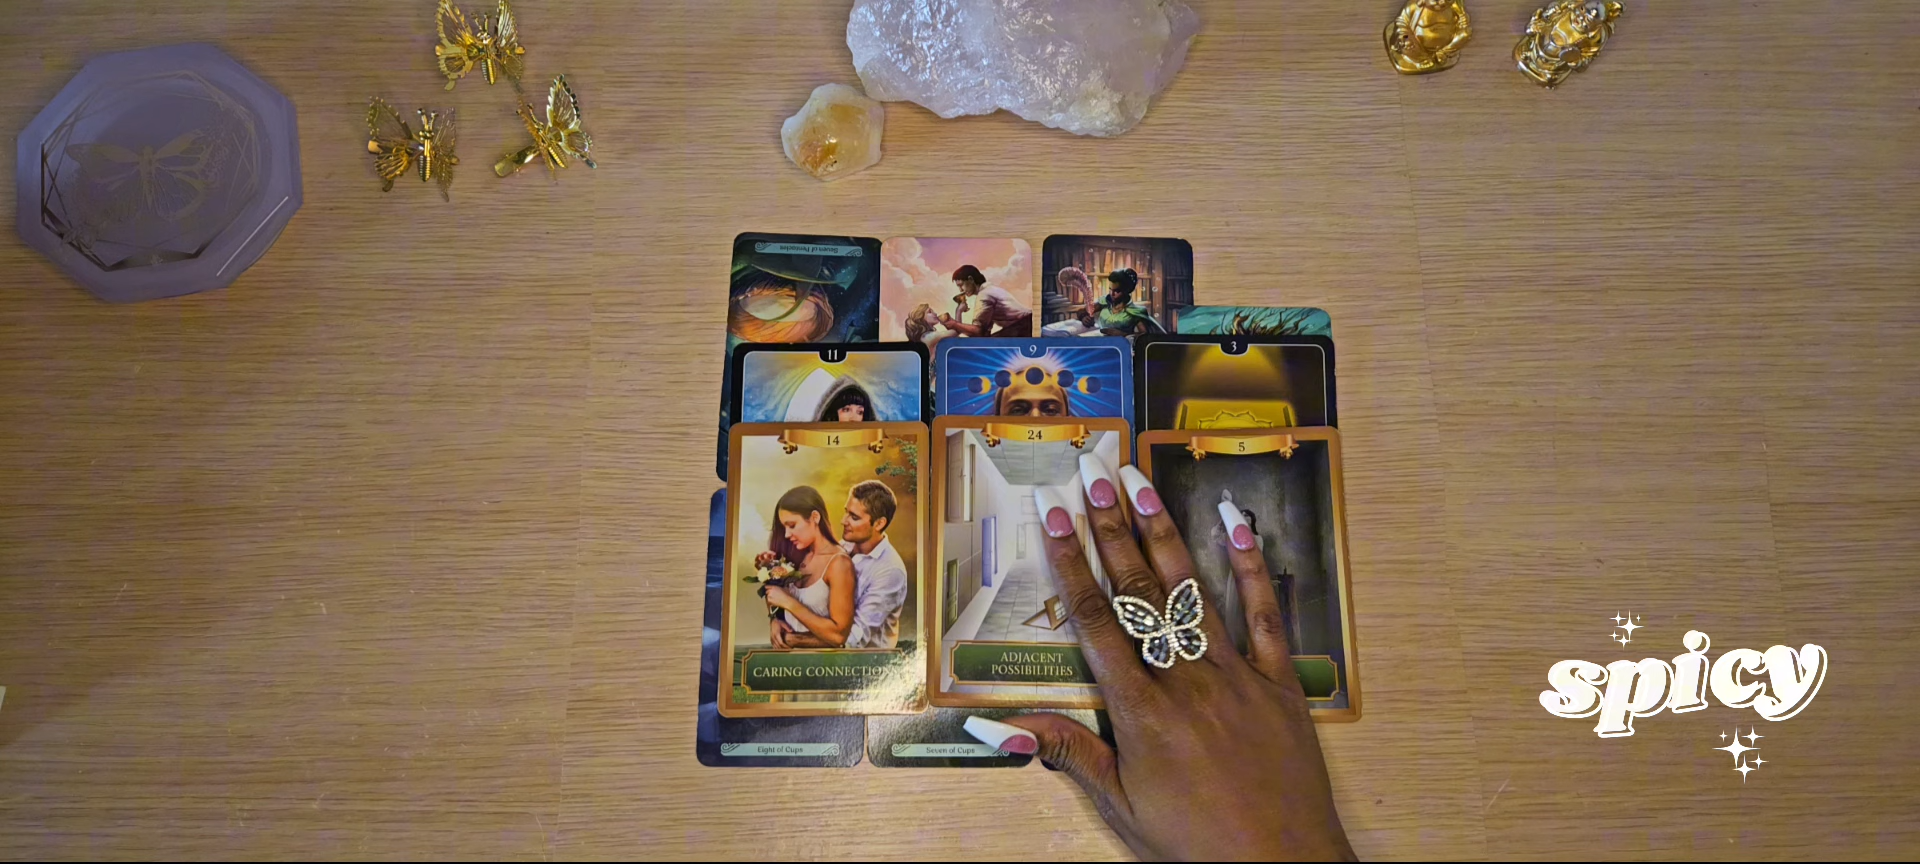 Seven of Pentacles
11
9
3
14
24
5
CARING CONNECTION
ADJACENT
POSSIBILITIES
spicy
Eight of Cups
Seven of Cups